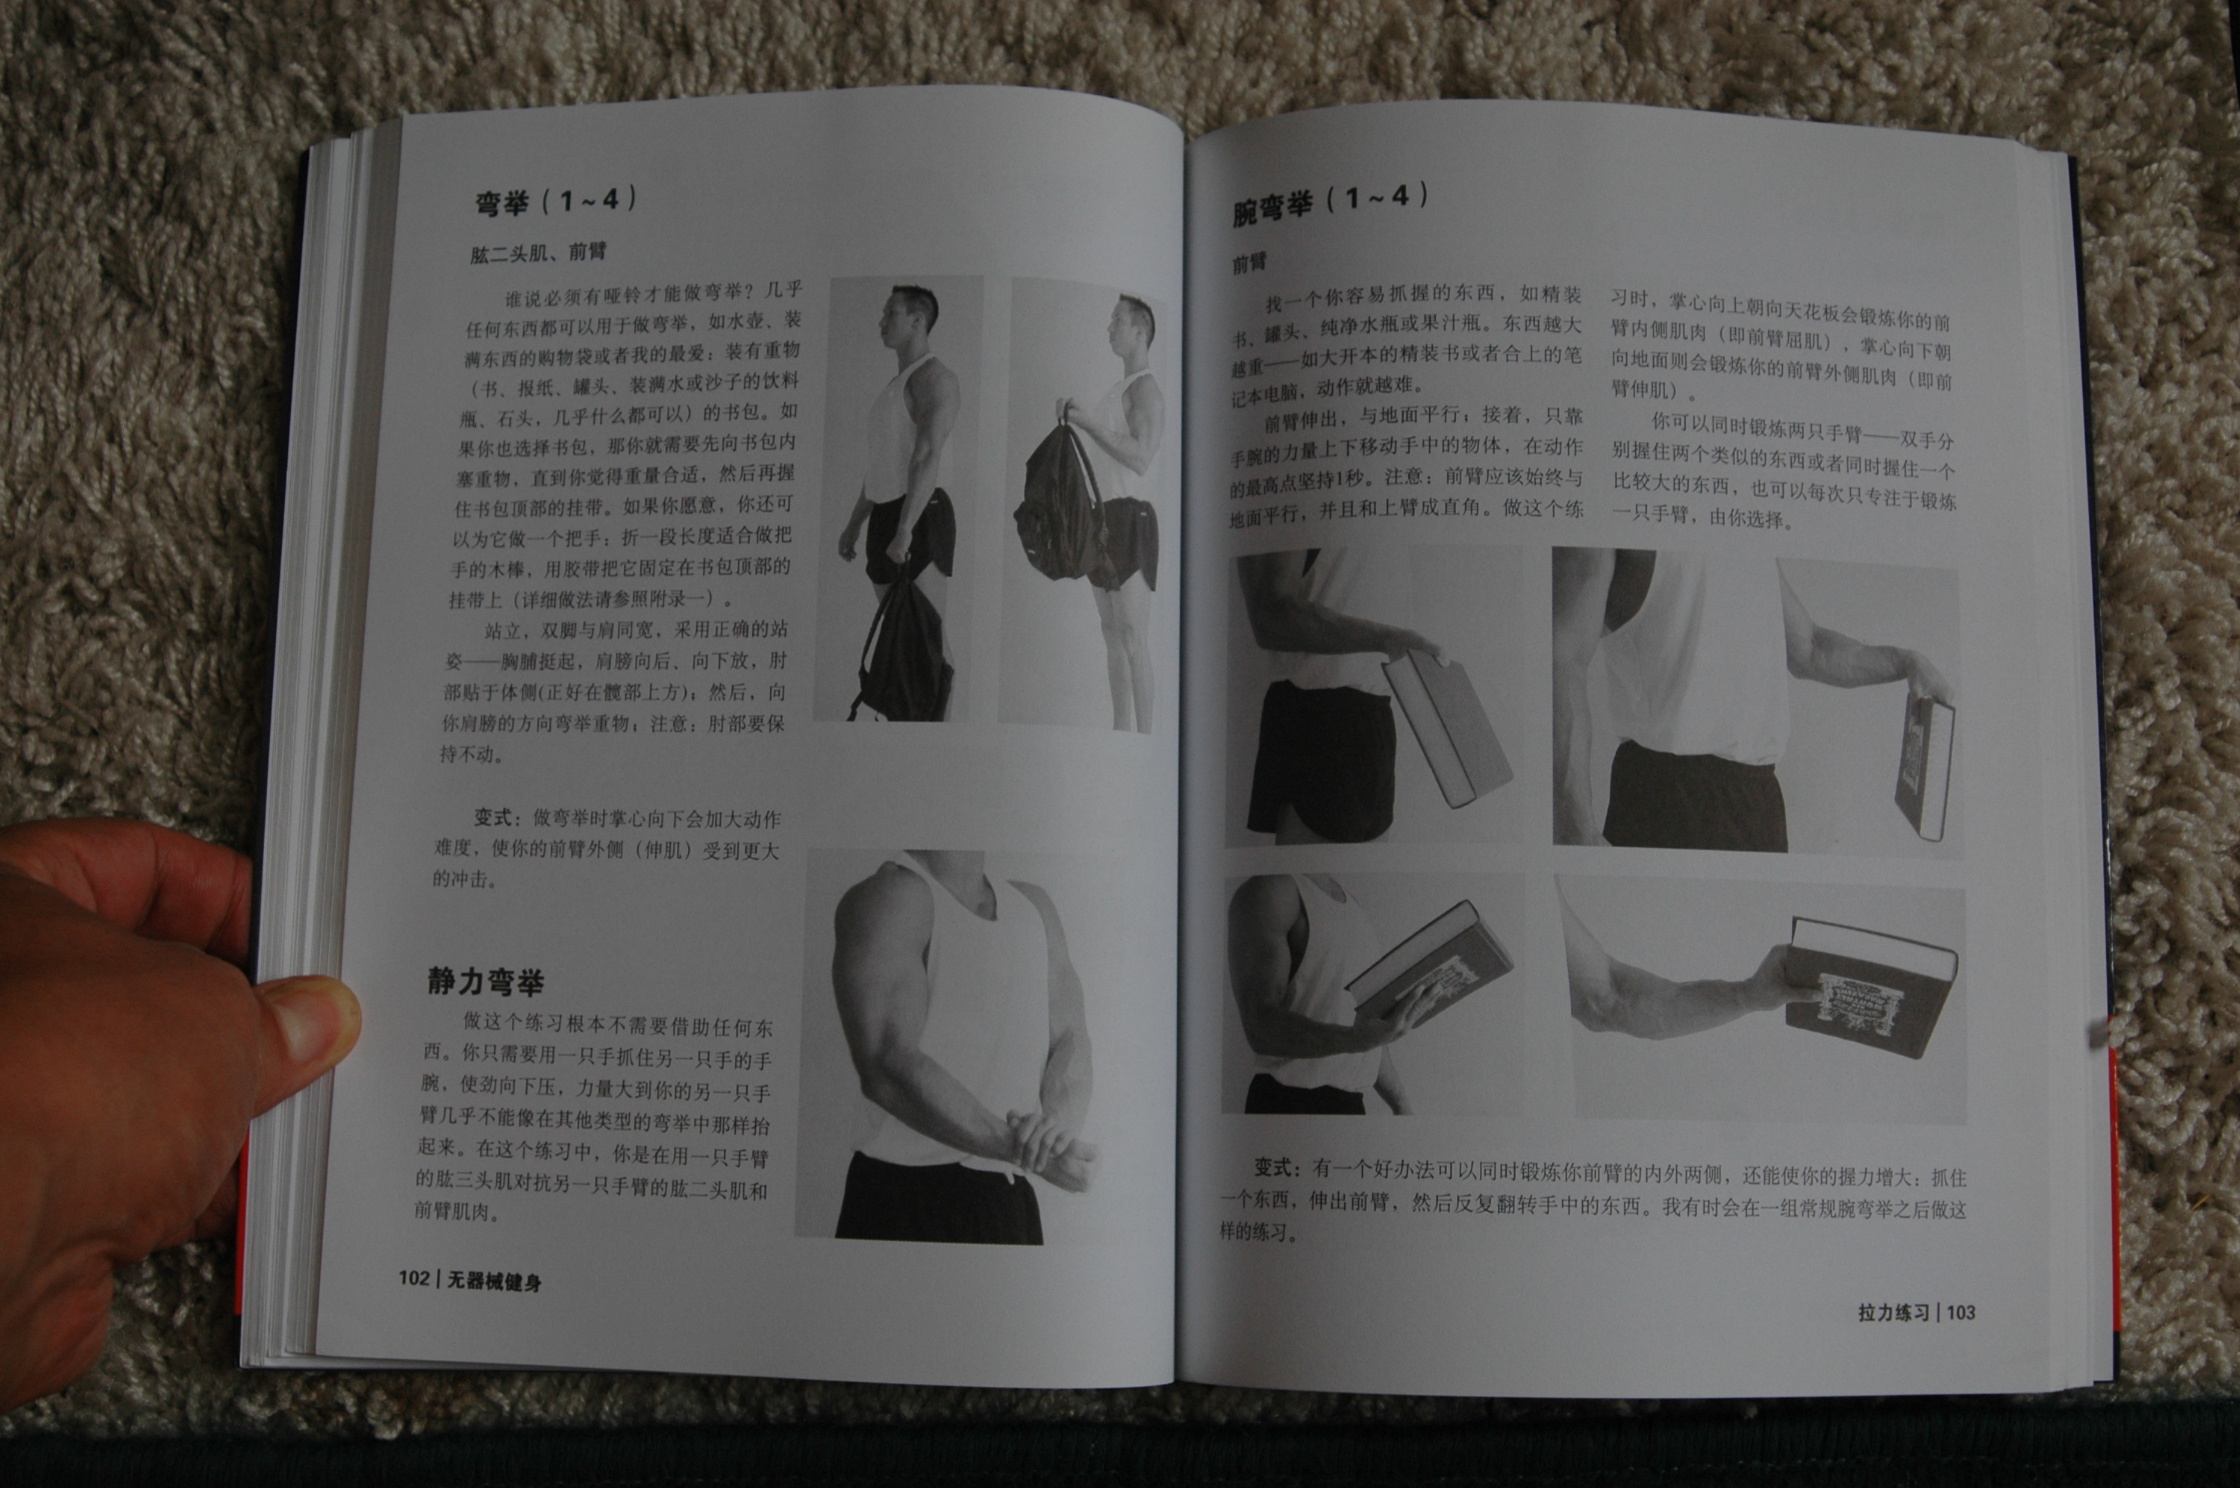 弯举（1~4）
肱二头肌、前臂
谁说必须有哑铃才能做弯举？几乎
任何东西都可以用于做弯举，如水壶、装
满东西的购物袋或者我的最爱：装有重物
（书、报纸、罐头、装满水或沙子的饮料
瓶、石头，几乎什么都可以）的书包。如
果你也选择书包，那你就需要先向书包内
塞重物，直到你觉得重量合适，然后再握
住书包顶部的挂带。如果你愿意，你还可
以为它做一个把手：折一段长度适合做把
手的木棒，用胶带把它固定在书包顶部的
挂带上（详细做法请参照附录一）。
站立，双脚与肩同宽，采用正确的站
姿——胸脯挺起，肩膀向后、向下放，肘
部贴于体侧(正好在髋部上方)；然后，向
你肩膀的方向弯举重物；注意：肘部要保
持不动。
变式：做弯举时掌心向下会加大动作
难度，使你的前臂外侧（伸肌）受到更大
的冲击。
静力弯举
做这个练习根本不需要借助任何东
西。你只需要用一只手抓住另一只手的手
腕，使劲向下压，力量大到你的另一只手
臂几乎不能像在其他类型的弯举中那样抬
起来。在这个练习中，你是在用一只手臂
的肱三头肌对抗另一只手臂的肱二头肌和
前臂肌肉。
102 | 无器械健身
腕弯举（1~4）
前臂
找一个你容易抓握的东西，如精装
书、罐头、纯净水瓶或果汁瓶。东西越大
越重——如大开本的精装书或者合上的笔
记本电脑，动作就越难。
前臂伸出，与地面平行；接着，只靠
手腕的力量上下移动手中的物体，在动作
的最高点坚持1秒。注意：前臂应该始终与
地面平行，并且和上臂成直角。做这个练
习时，掌心向上朝向天花板会锻炼你的前
臂内侧肌肉（即前臂屈肌），掌心向下朝
向地面则会锻炼你的前臂外侧肌肉（即前
臂伸肌）。
你可以同时锻炼两只手臂——双手分
别握住两个类似的东西或者同时握住一个
比较大的东西，也可以每次只专注于锻炼
一只手臂，由你选择。
变式：有一个好办法可以同时锻炼你前臂的内外两侧，还能使你的握力增大：抓住
一个东西，伸出前臂，然后反复翻转手中的东西。我有时会在一组常规腕弯举之后做这
样的练习。
拉力练习 | 103